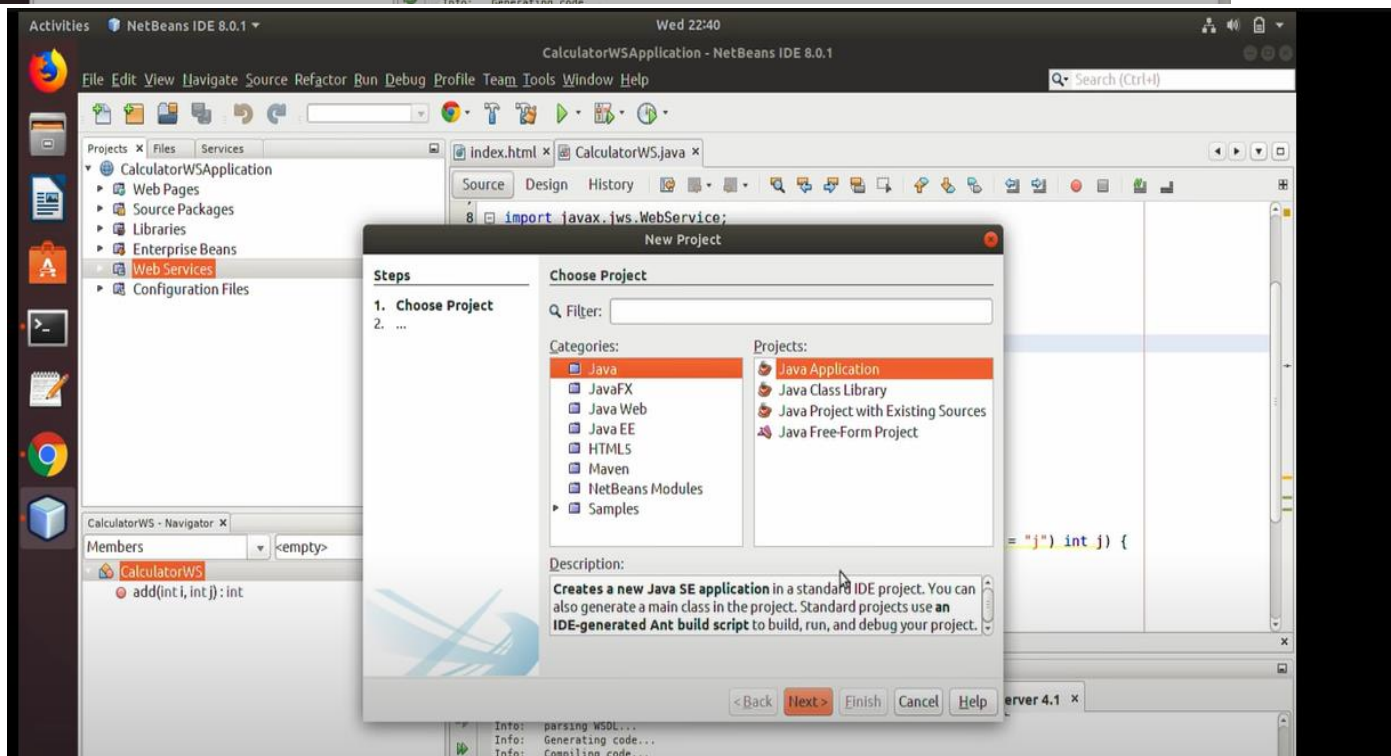 Info: Generating code
Activities NetBeans IDE 8.0.1 Wed 22:40
CalculatorWSApplication - NetBeans IDE 8.0.1
File Edit View Navigate Source Refactor Run Debug Profile Team Tools Window Help Search (Ctrl+I)
Projects Files Services
CalculatorWSApplication
Web Pages
Source Packages
Libraries
Enterprise Beans
Web Services
Configuration Files
index.html CalculatorWS.java
Source Design History
8 import javax.jws.WebService;
New Project
Steps
1. Choose Project
2. ...
Choose Project
Filter:
Categories:
Java
JavaFX
Java Web
Java EE
HTML5
Maven
NetBeans Modules
Samples
Projects:
Java Application
Java Class Library
Java Project with Existing Sources
Java Free-Form Project
Description:
Creates a new Java SE application in a standard IDE project. You can
also generate a main class in the project. Standard projects use an
IDE-generated Ant build script to build, run, and debug your project.
< Back Next > Finish Cancel Help
= "j") int j) {
CalculatorWS - Navigator
Members <empty>
CalculatorWS
add(int i, int j) : int
erver 4.1
Info: parsing WSDL...
Info: Generating code...
Info: Compiling code...